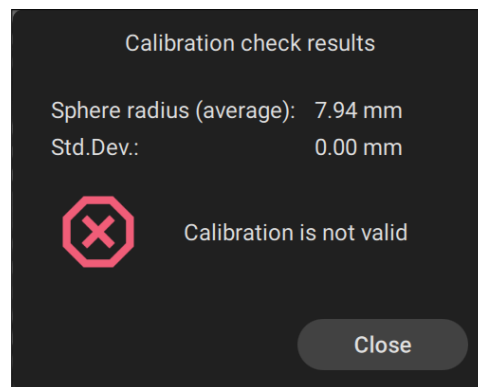 Calibration check results
Sphere radius (average): 7.94 mm
Std.Dev.: 0.00 mm
Calibration is not valid
Close